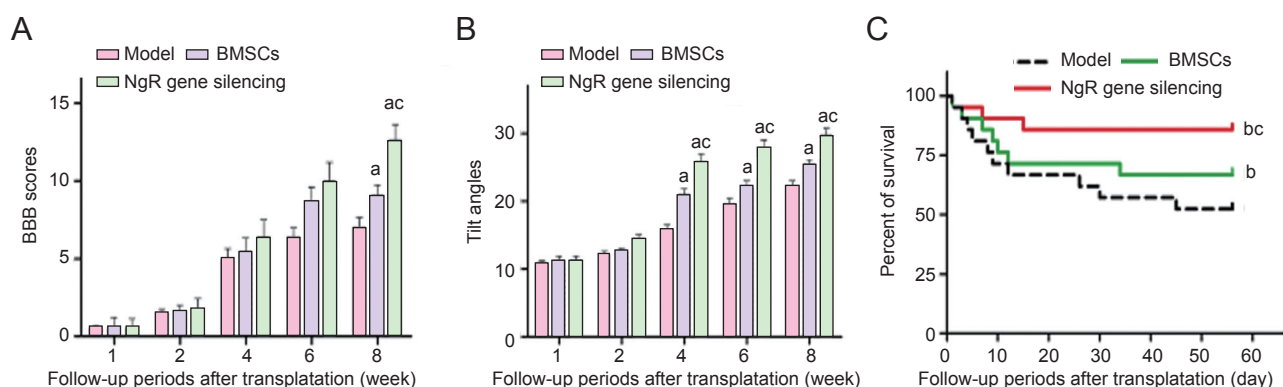 A
Model BMSCs
NgR gene silencing
BBB scores
15
10
5
0
a
ac
1 2 4 6 8
Follow-up periods after transplatation (week)
B
Model BMSCs
NgR gene silencing
Tilt angles
30
20
10
0
a ac a ac a ac
1 2 4 6 8
Follow-up periods after transplatation (week)
C
Model BMSCs
NgR gene silencing
Percent of survival
100
75
50
25
0
bc
b
0 10 20 30 40 50 60
Follow-up periods after transplatation (day)